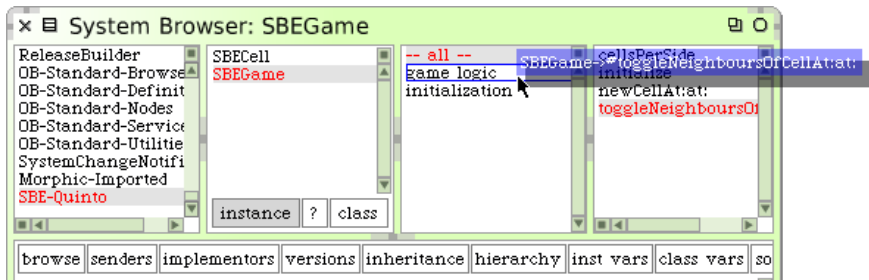 System Browser: SBEGame
ReleaseBuilder
OB-Standard-Browse
OB-Standard-Definit
OB-Standard-Nodes
OB-Standard-Service
OB-Standard-Utilitie
SystemChangeNotifi
Morphic-Imported
SBE-Quinto
SBECell
SBEGame
instance
?
class
-- all --
game logic
initialization
SBEGame>#toggleNeighboursOfCellAt:at:
cellsPerSide
initialize
newCellAt:at:
toggleNeighboursOf
browse senders implementors versions inheritance hierarchy inst vars class vars so